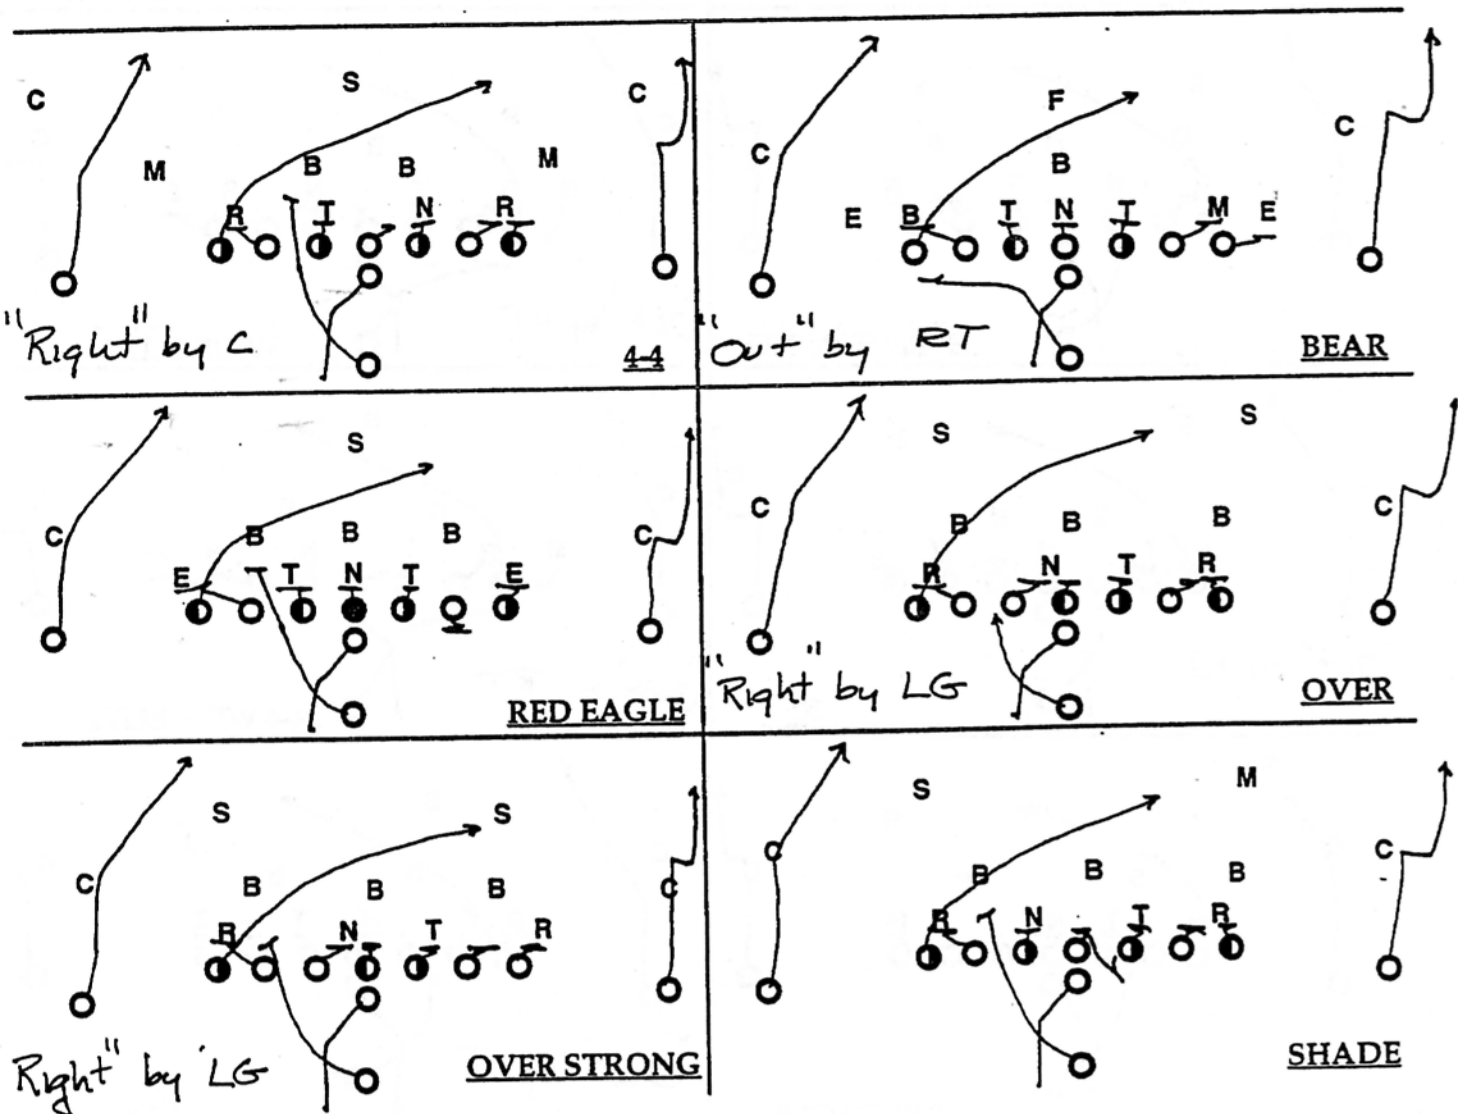 C S C
M B B M
R T N R
"Right" by C
4-4
F
C C
B
E B T N T M E
"Out" by RT
BEAR
S
C B B B C
E T N T E
RED EAGLE
S S
C B B B C
R N T R
"Right" by LG
OVER
S S
C B B B C
R N T R
Right" by LG
OVER STRONG
S M
C B B B C
R N T R
SHADE